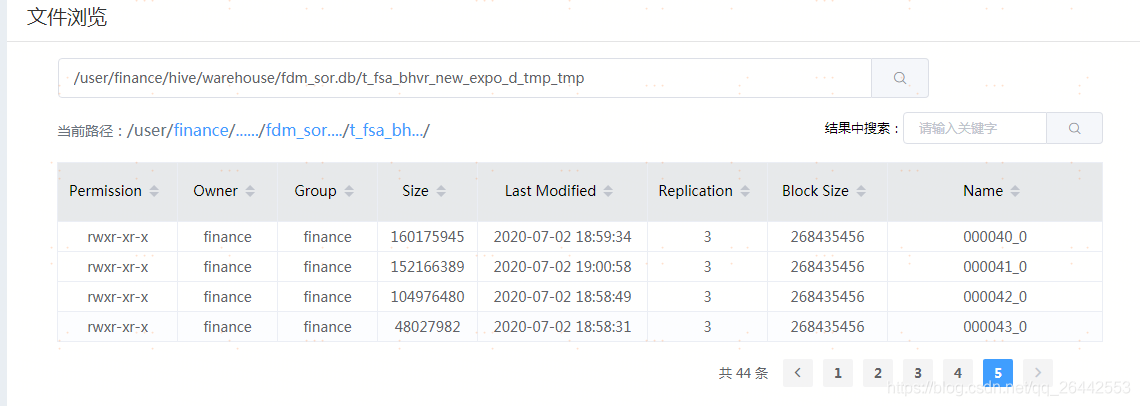 文件浏览
/user/finance/hive/warehouse/fdm_sor.db/t_fsa_bhvr_new_expo_d_tmp_tmp
当前路径：/user/finance/....../fdm_sor..../t_fsa_bh.../ 结果中搜索： 请输入关键字
Permission Owner Group Size Last Modified Replication Block Size Name
rwxr-xr-x finance finance 160175945 2020-07-02 18:59:34 3 268435456 000040_0
rwxr-xr-x finance finance 152166389 2020-07-02 19:00:58 3 268435456 000041_0
rwxr-xr-x finance finance 104976480 2020-07-02 18:58:49 3 268435456 000042_0
rwxr-xr-x finance finance 48027982 2020-07-02 18:58:31 3 268435456 000043_0
共 44 条 < 1 2 3 4 5 >
https://blog.csdn.net/qq_26442553